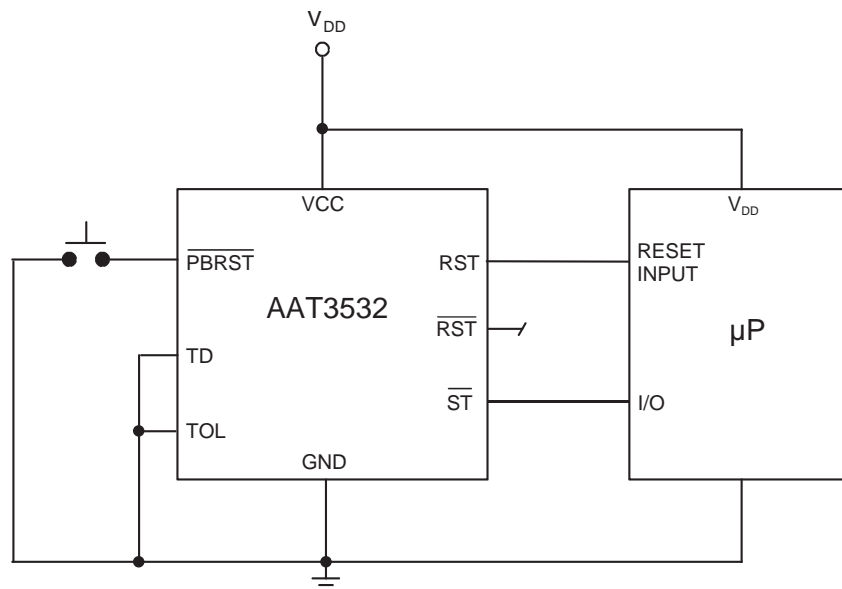 V_DD
VCC
V_DD
PBRST
RST
RESET
INPUT
AAT3532
RST
µP
TD
ST
I/O
TOL
GND